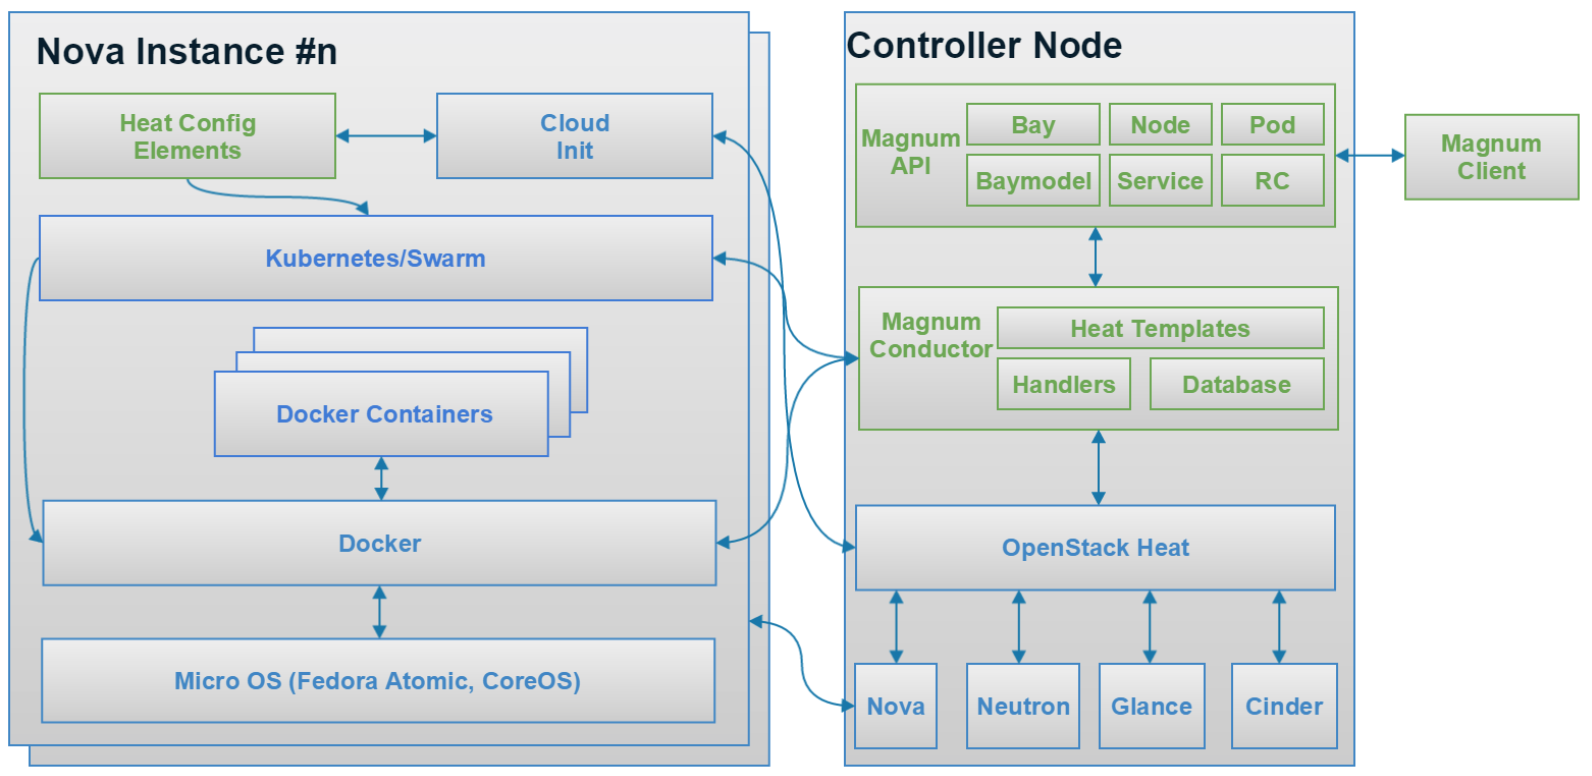 Nova Instance #n
Heat Config
Elements
Cloud
Init
Kubernetes/Swarm
Docker Containers
Docker
Micro OS (Fedora Atomic, CoreOS)
Controller Node
Magnum
API
Bay
Node
Pod
Baymodel
Service
RC
Magnum
Client
Magnum
Conductor
Heat Templates
Handlers
Database
OpenStack Heat
Nova
Neutron
Glance
Cinder